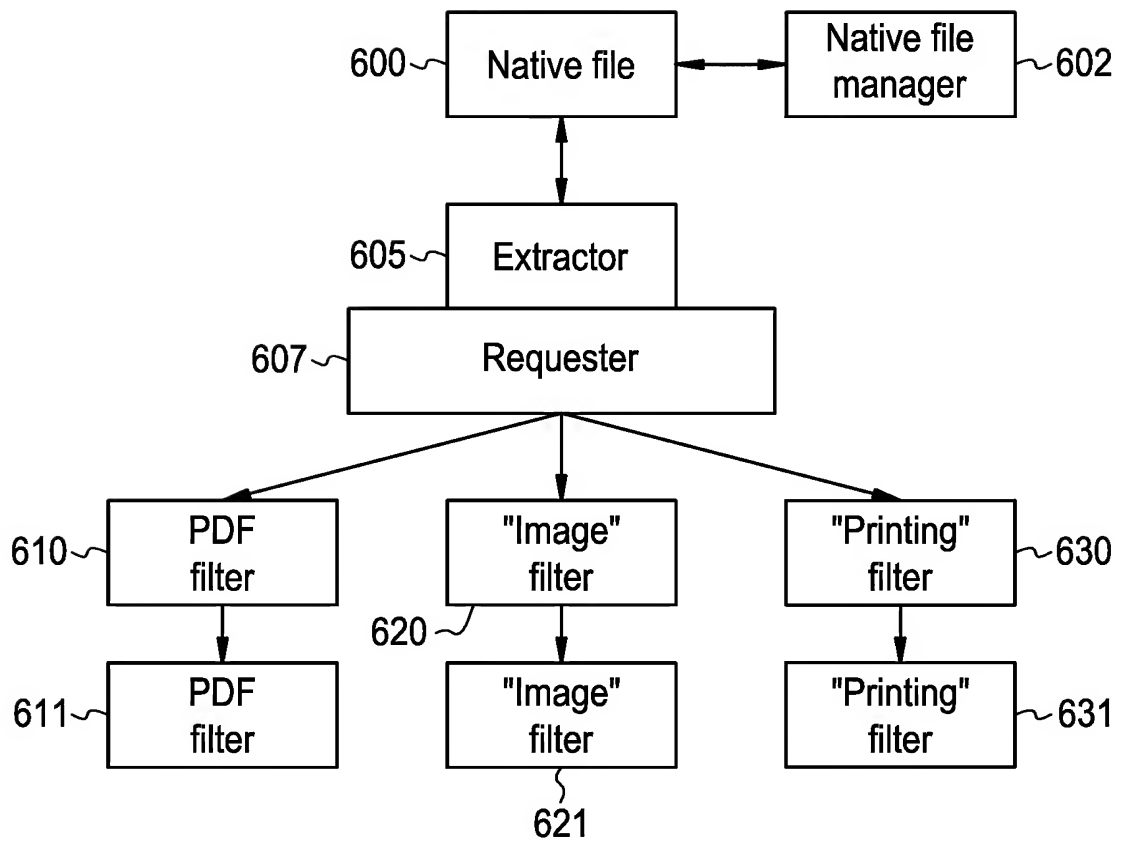 600
Native file
Native file
manager
602
605
Extractor
607
Requester
610
PDF
filter
"Image"
filter
620
"Printing"
filter
630
611
PDF
filter
"Image"
filter
621
"Printing"
filter
631